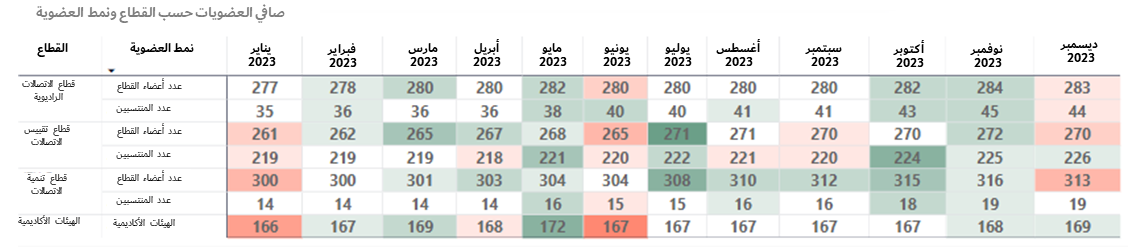 صافي العضويات حسب القطاع ونمط العضوية
القطاع نمط العضوية يناير 2023 فبراير 2023 مارس 2023 أبريل 2023 مايو 2023 يونيو 2023 يوليو 2023 أغسطس 2023 سبتمبر 2023 أكتوبر 2023 نوفمبر 2023 ديسمبر 2023
قطاع الاتصالات الراديوية عدد أعضاء القطاع 277 278 280 280 282 280 280 280 280 282 284 283
عدد المنتسبين 35 36 36 36 38 40 40 41 41 43 45 44
قطاع تقييس الاتصالات عدد أعضاء القطاع 261 262 265 267 268 265 271 271 270 270 272 270
عدد المنتسبين 219 219 219 218 221 220 222 221 220 224 225 226
قطاع تنمية الاتصالات عدد أعضاء القطاع 300 300 301 303 304 304 308 310 312 315 316 313
عدد المنتسبين 14 14 14 14 16 15 15 16 16 18 19 19
الهيئات الأكاديمية الهيئات الأكاديمية 166 167 169 168 172 167 167 167 167 167 168 169